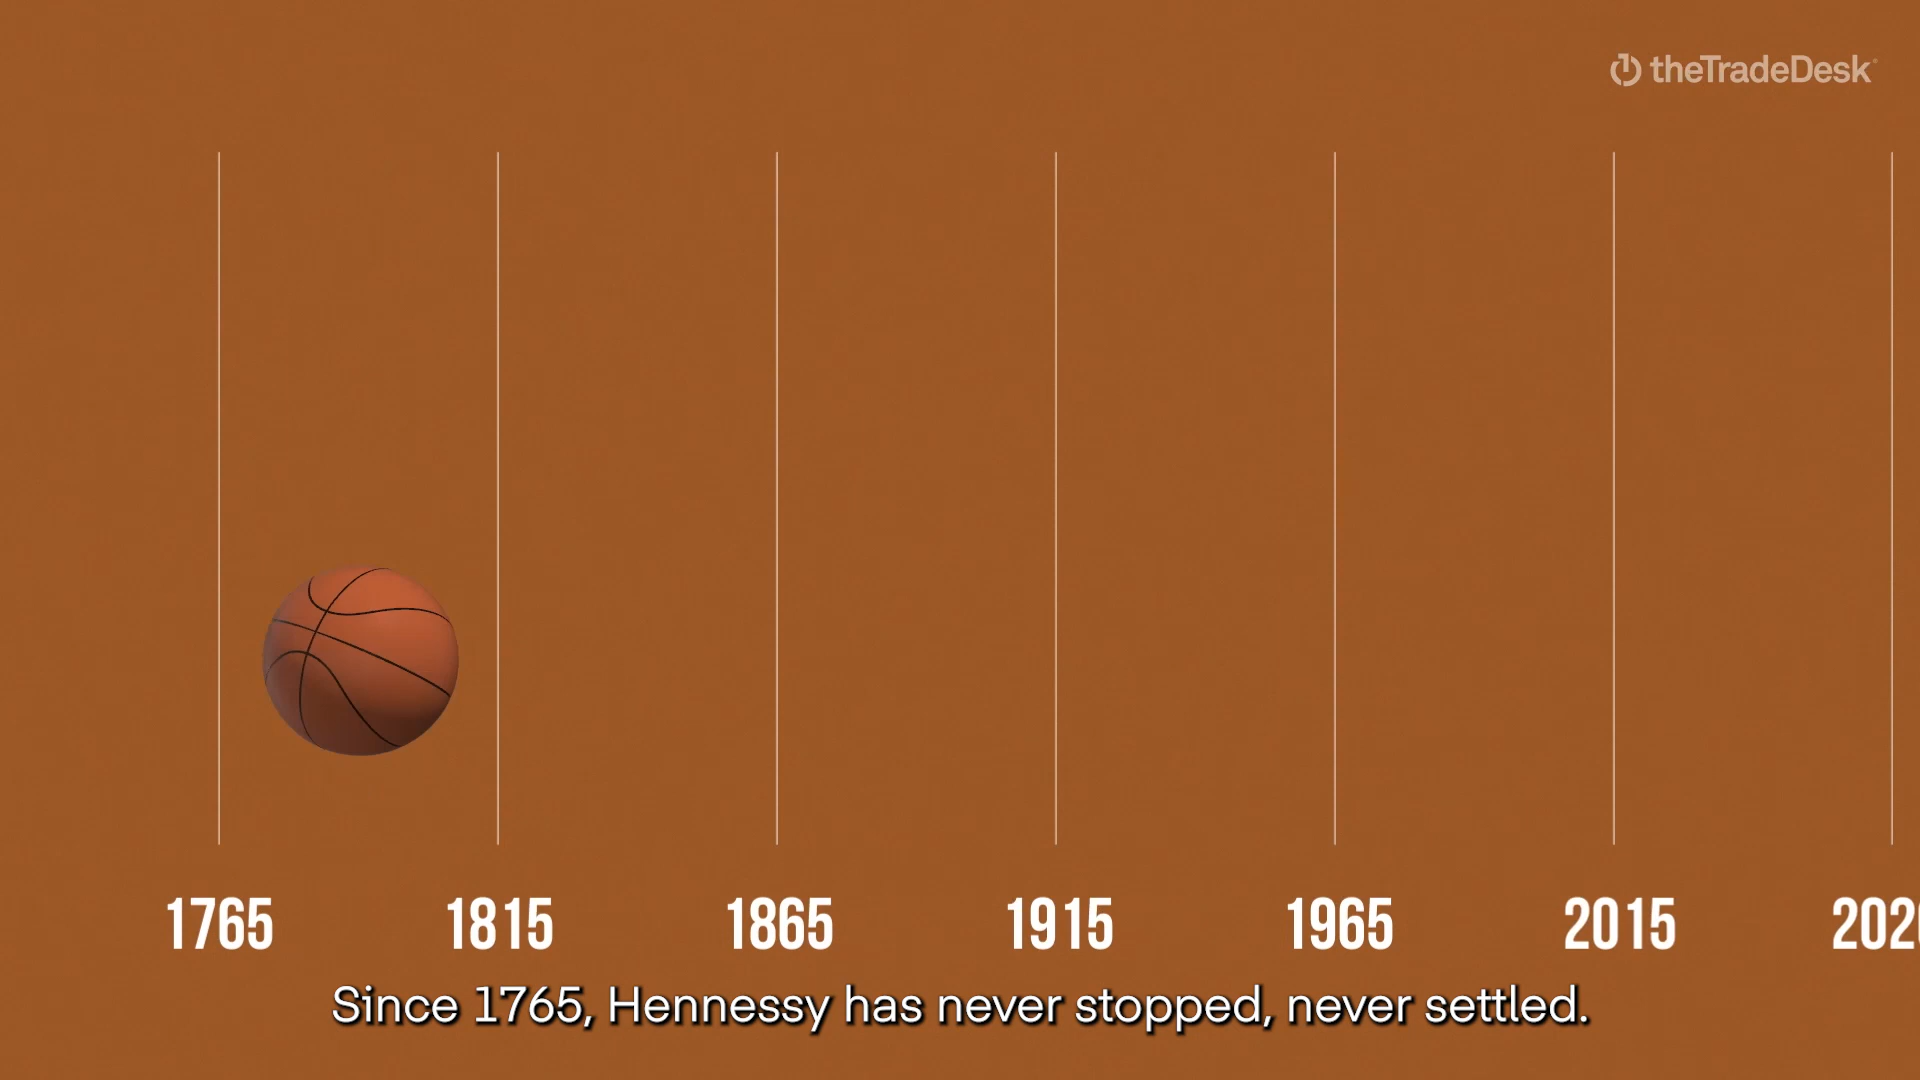 theTradeDesk
1765 1815 1865 1915 1965 2015
Since 1765, Hennessy has never stopped, never settled.